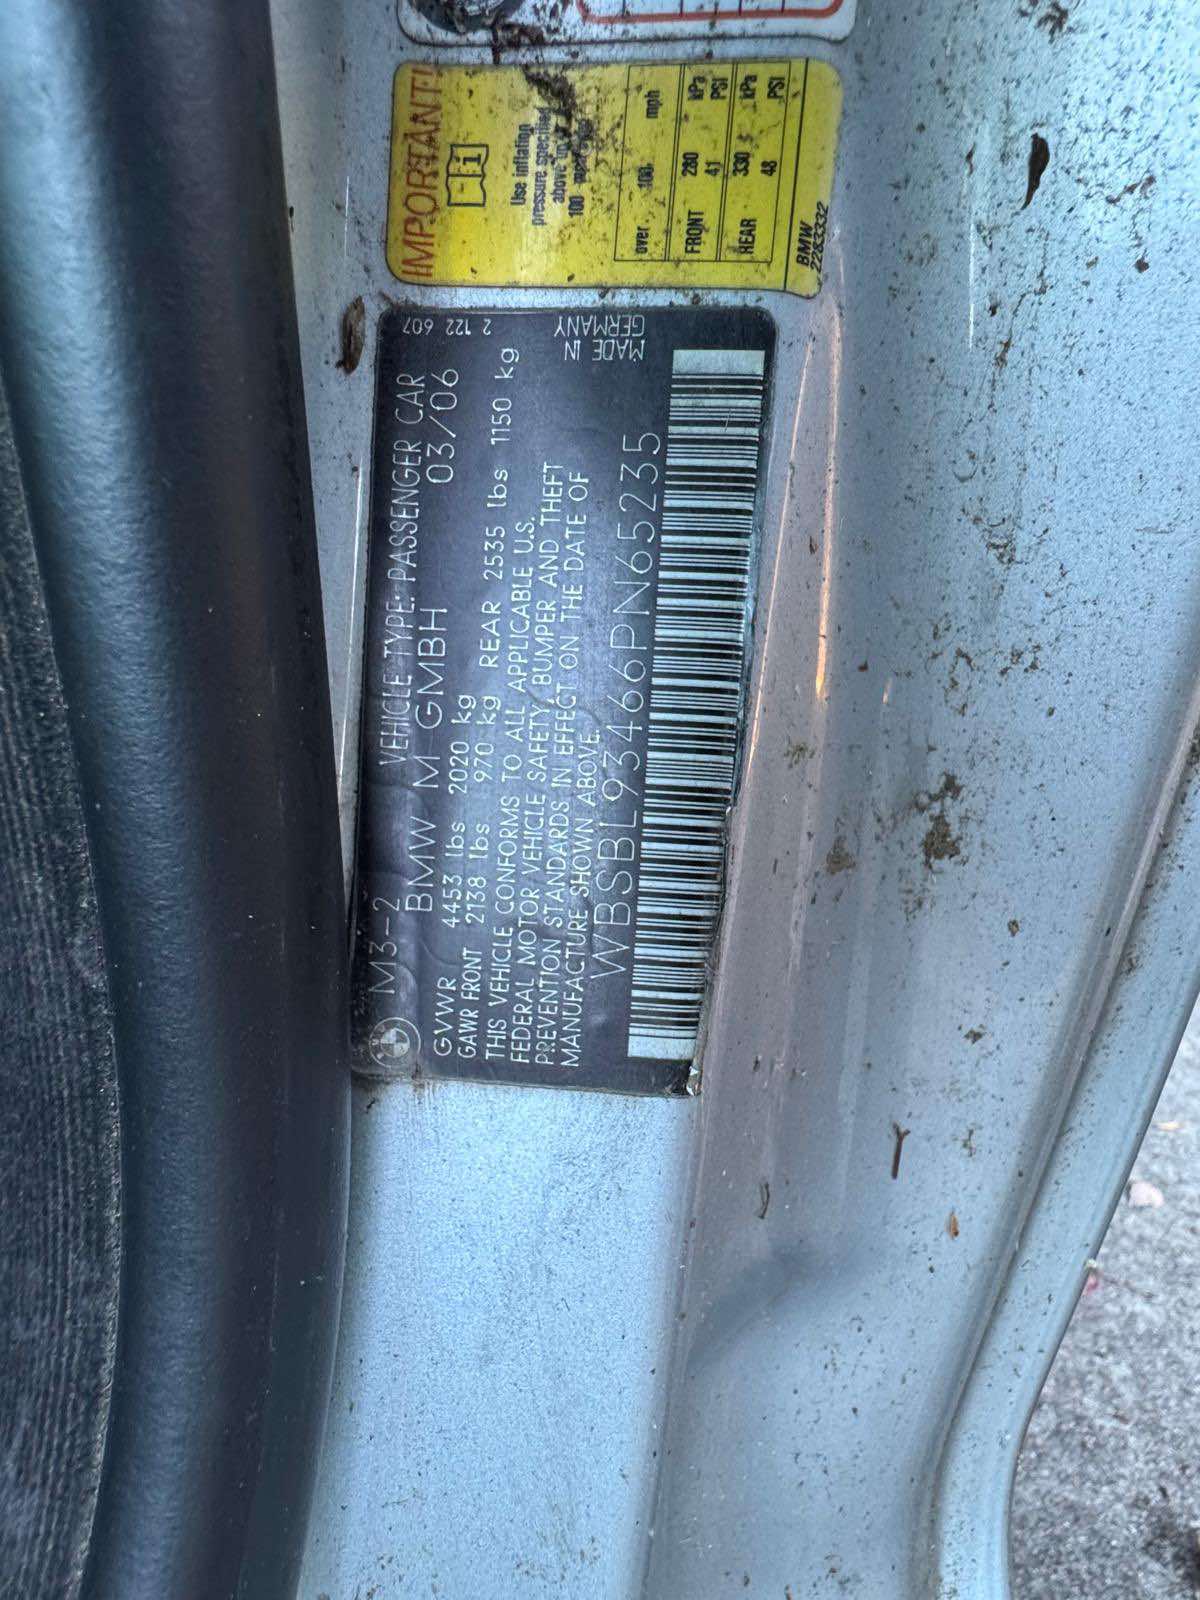 IMPORTANT!
Use inflation
pressure specified
above
100
over 100 mph
FRONT 280 kPa
41 PSI
REAR 330 kPa
48 PSI
BMW
2283332
M3-2 VEHICLE TYPE: PASSENGER CAR
BMW M GMBH 03/06
GVWR 4453 lbs 2020 kg
GAWR FRONT 2138 lbs 970 kg REAR 2535 lbs 1150 kg
THIS VEHICLE CONFORMS TO ALL APPLICABLE U.S.
FEDERAL MOTOR VEHICLE SAFETY, BUMPER AND THEFT
PREVENTION STANDARDS IN EFFECT ON THE DATE OF
MANUFACTURE SHOWN ABOVE.
WBSBL93466PN65235
2 122 607
MADE IN
GERMANY